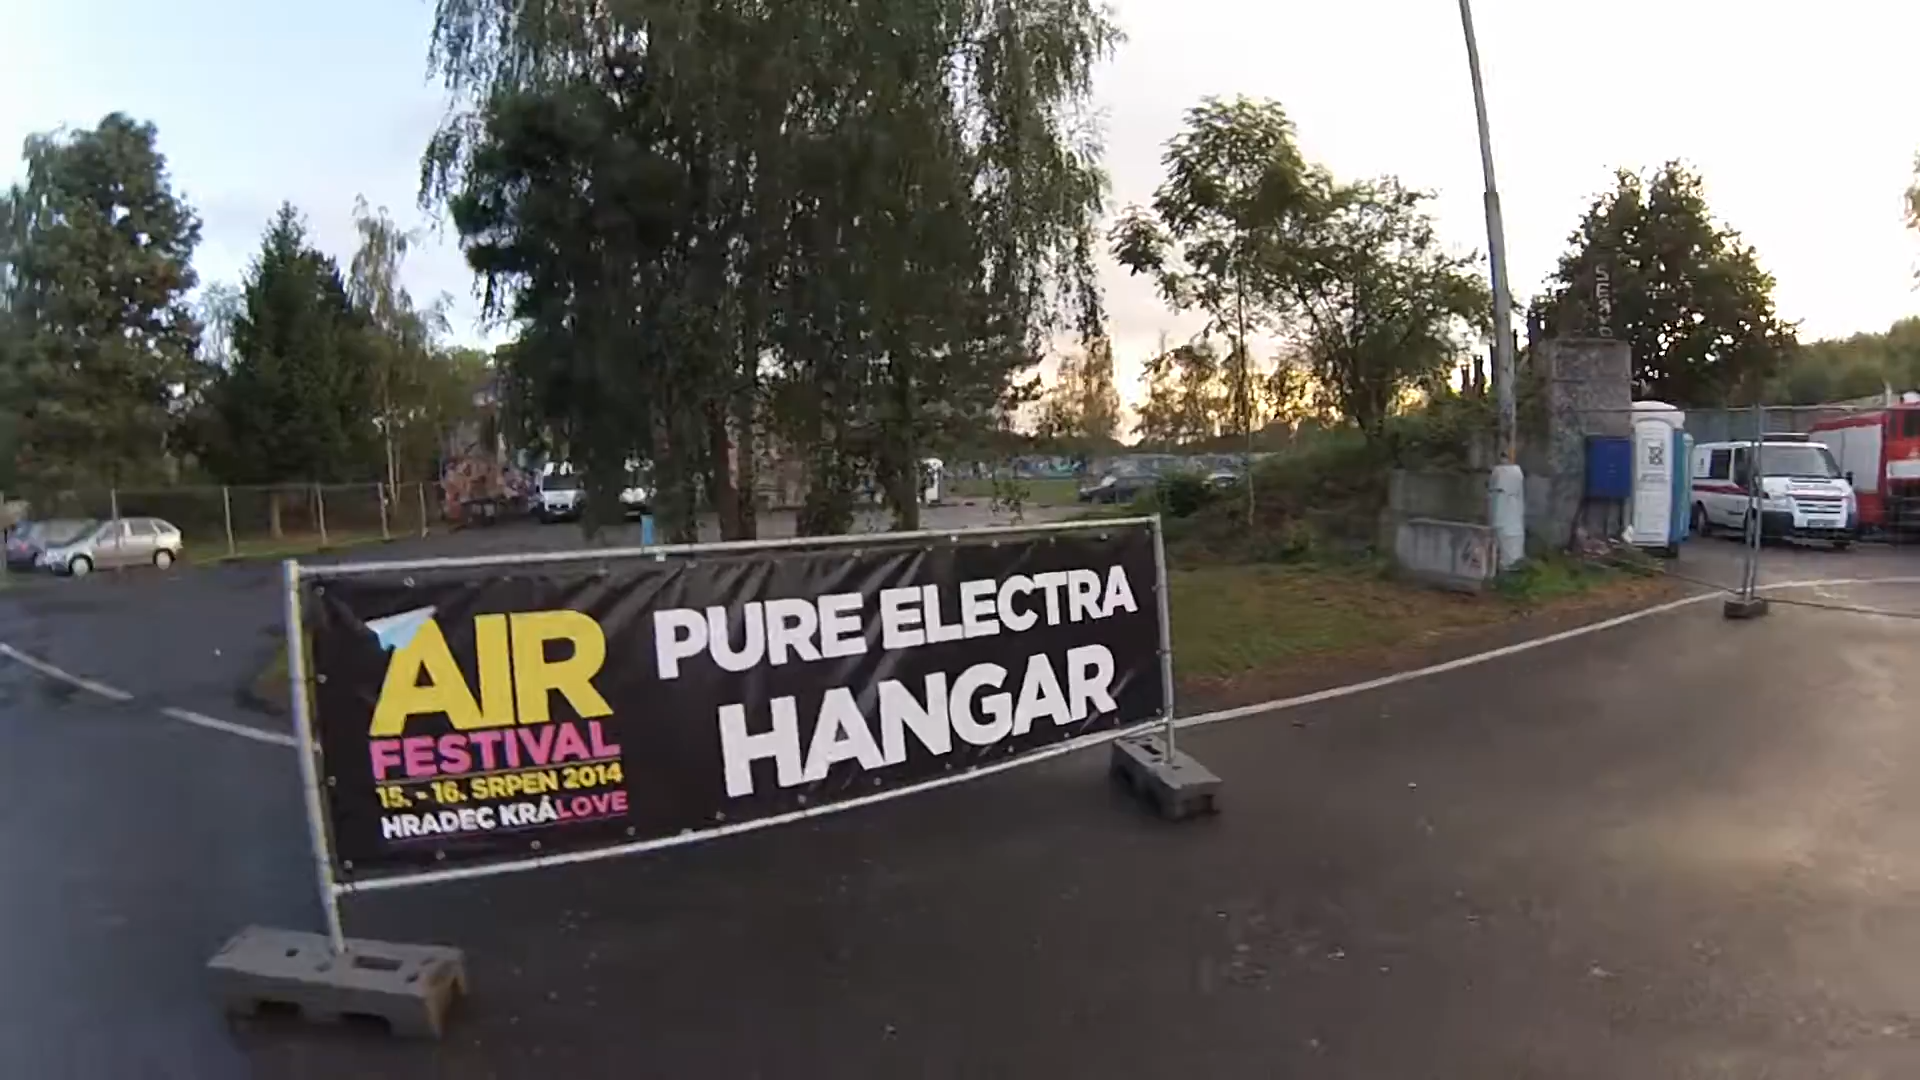 AIR
FESTIVAL
15. - 16. SRPEN 2014
HRADEC KRÁLOVE
PURE ELECTRA
HANGAR